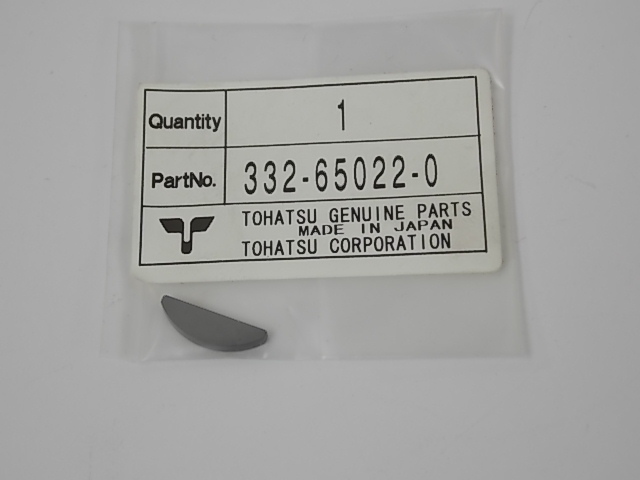 Quantity 1
PartNo. 332-65022-0
TOHATSU GENUINE PARTS
MADE IN JAPAN
TOHATSU CORPORATION